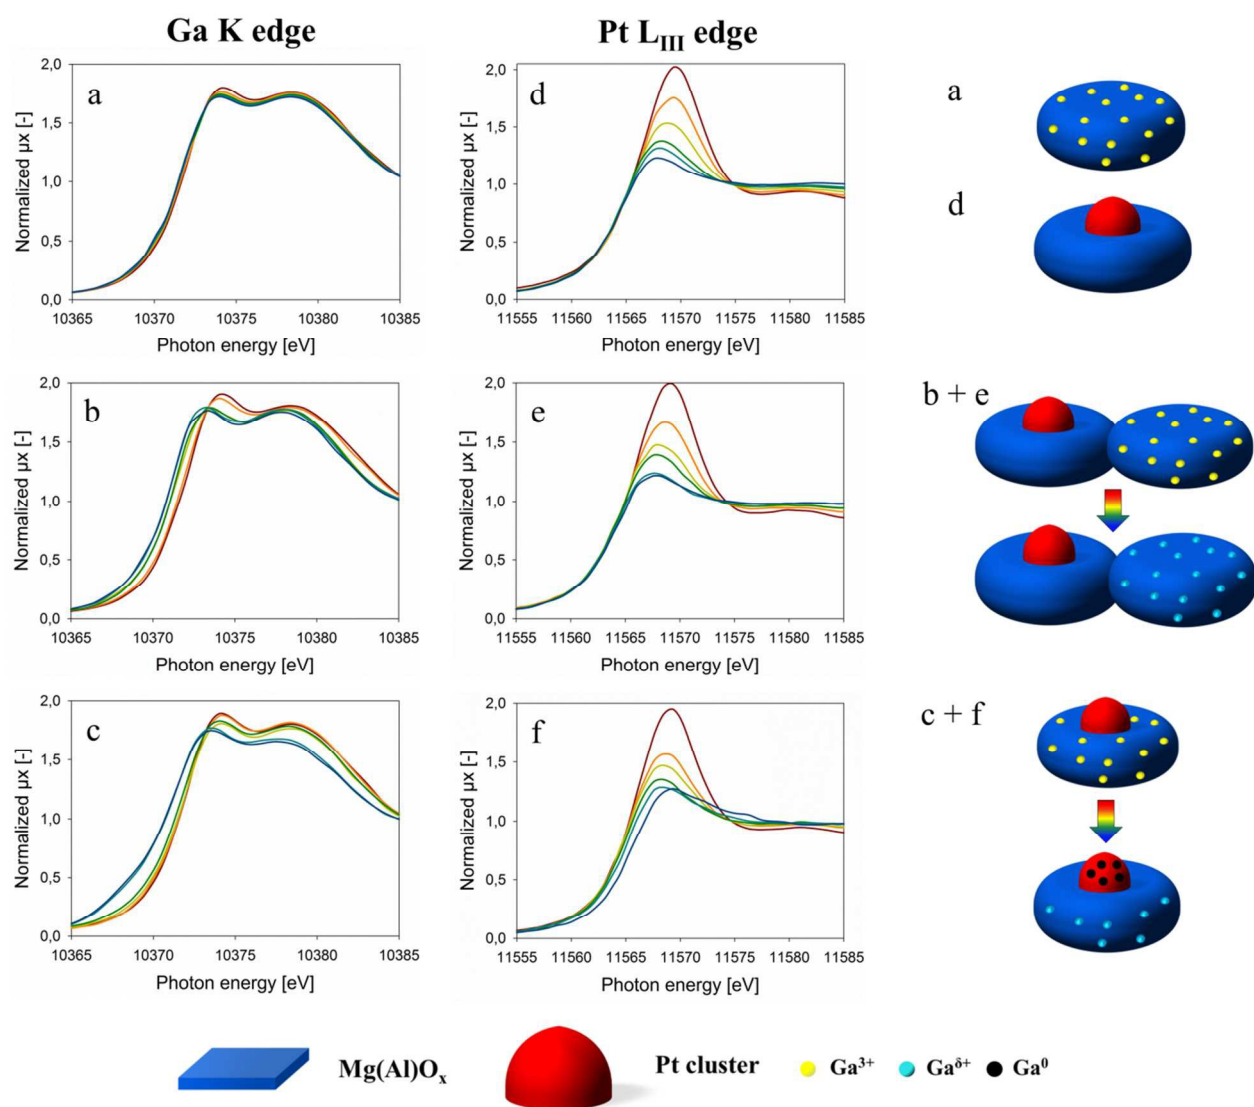 Ga K edge
Pt L_III edge
a
2,0
1,5
1,0
0,5
0,0
Normalized μx [-]
10365 10370 10375 10380 10385
Photon energy [eV]
d
2,0
1,5
1,0
0,5
0,0
Normalized μx [-]
11555 11560 11565 11570 11575 11580 11585
Photon energy [eV]
a
d
b
2,0
1,5
1,0
0,5
0,0
Normalized μx [-]
10365 10370 10375 10380 10385
Photon energy [eV]
e
2,0
1,5
1,0
0,5
0,0
Normalized μx [-]
11555 11560 11565 11570 11575 11580 11585
Photon energy [eV]
b + e
c
2,0
1,5
1,0
0,5
0,0
Normalized μx [-]
10365 10370 10375 10380 10385
Photon energy [eV]
f
2,0
1,5
1,0
0,5
0,0
Normalized μx [-]
11555 11560 11565 11570 11575 11580 11585
Photon energy [eV]
c + f
Mg(Al)Oₓ
Pt cluster
Ga³⁺
Ga^δ+
Ga⁰